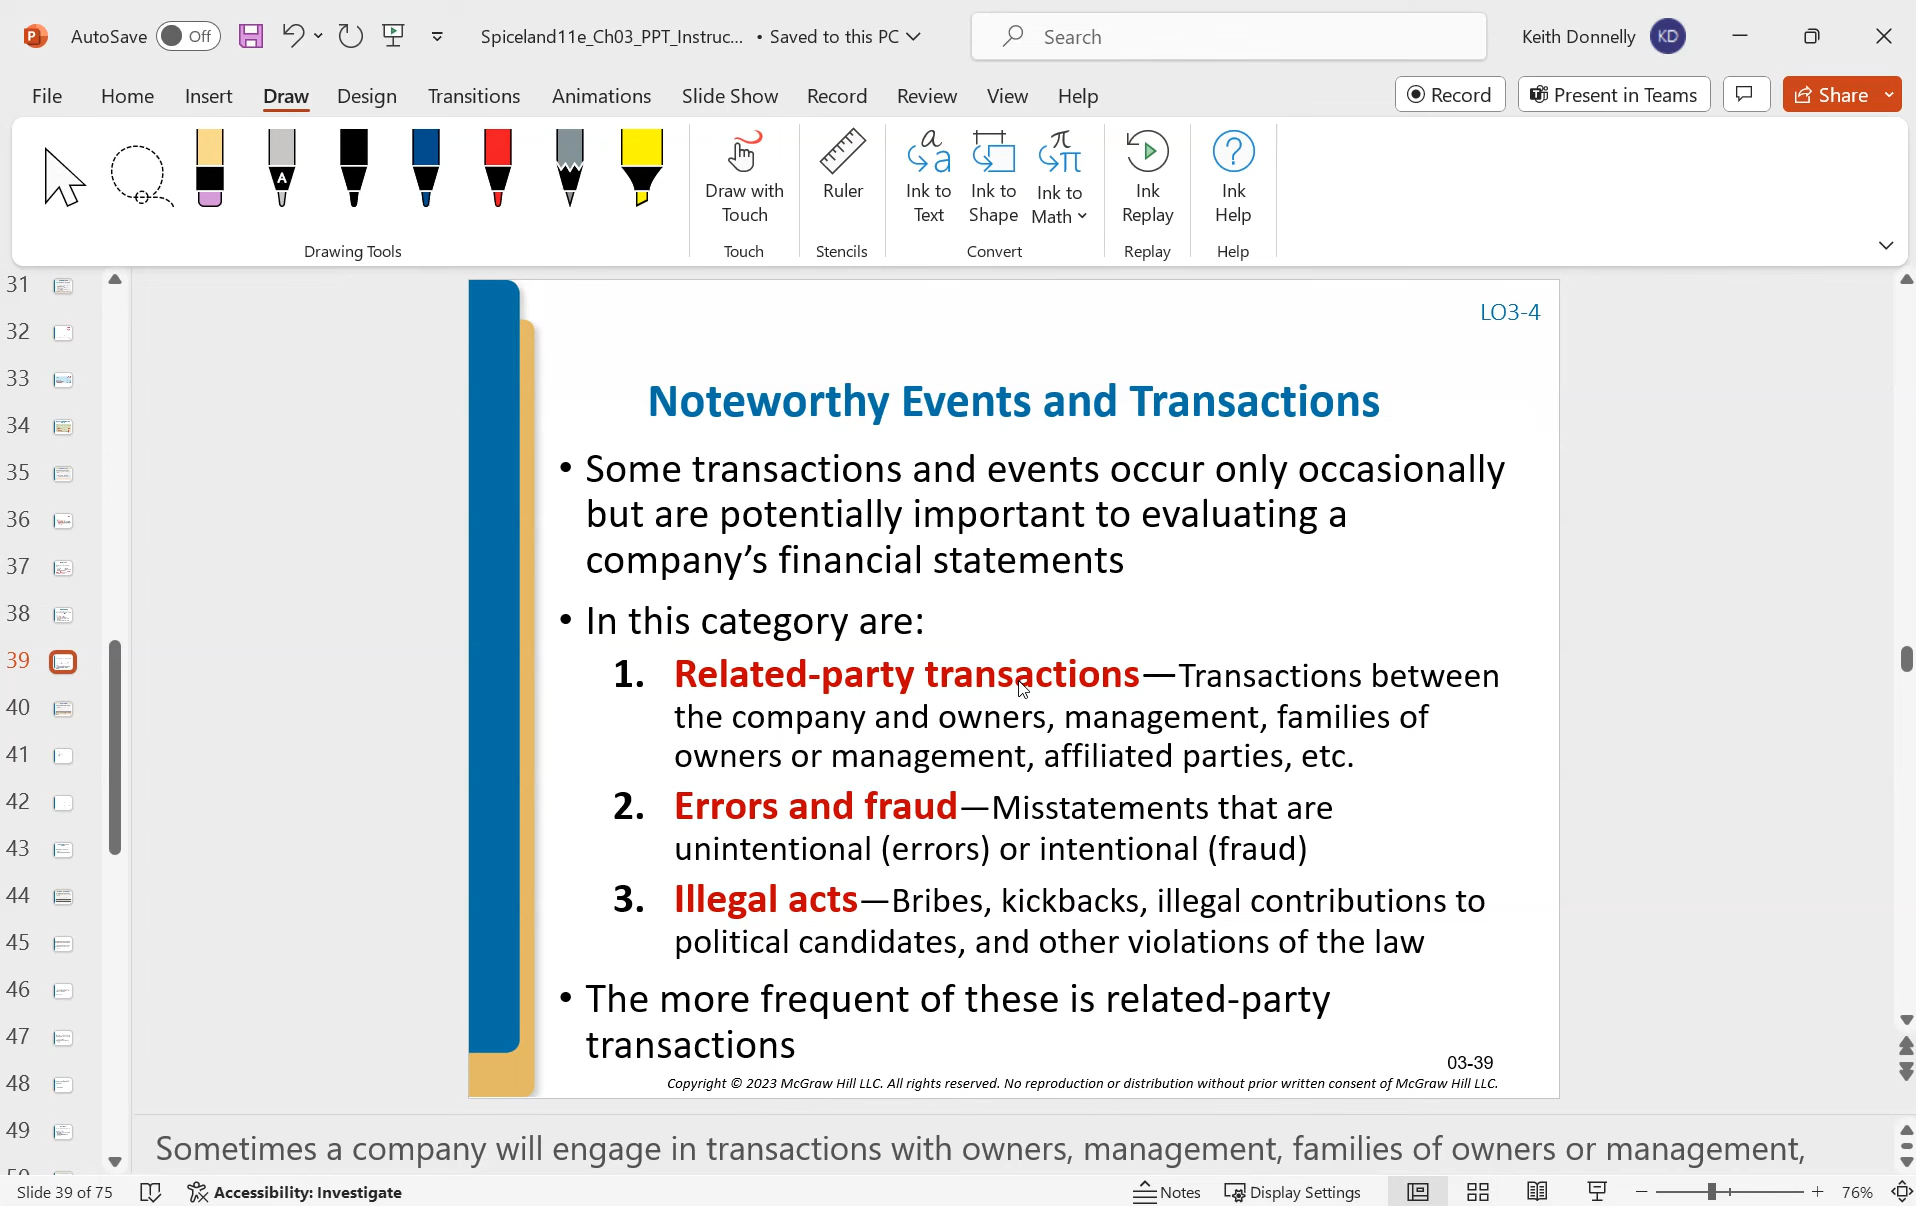 AutoSave Off Spiceland11e_Ch03_PPT_Instruc... • Saved to this PC Search Keith Donnelly KD
File Home Insert Draw Design Transitions Animations Slide Show Record Review View Help Record Present in Teams Share
A
Draw with Touch
Ruler
Ink to Text
Ink to Shape
Ink to Math
Ink Replay
Ink Help
Drawing Tools Touch Stencils Convert Replay Help
31
32
33
34
35
36
37
38
39
40
41
42
43
44
45
46
47
48
49
LO3-4
Noteworthy Events and Transactions
• Some transactions and events occur only occasionally
but are potentially important to evaluating a
company’s financial statements
• In this category are:
1. Related-party transactions—Transactions between
the company and owners, management, families of
owners or management, affiliated parties, etc.
2. Errors and fraud—Misstatements that are
unintentional (errors) or intentional (fraud)
3. Illegal acts—Bribes, kickbacks, illegal contributions to
political candidates, and other violations of the law
• The more frequent of these is related-party
transactions
03-39
Copyright © 2023 McGraw Hill LLC. All rights reserved. No reproduction or distribution without prior written consent of McGraw Hill LLC.
Sometimes a company will engage in transactions with owners, management, families of owners or management,
Slide 39 of 75 Accessibility: Investigate Notes Display Settings 76%